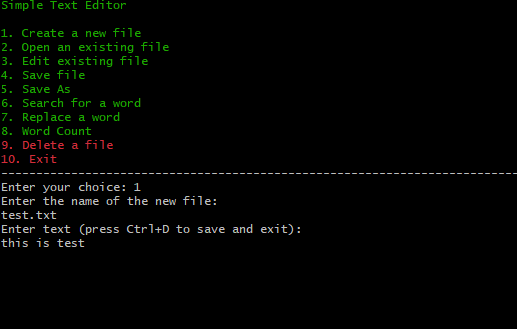 Simple Text Editor
1. Create a new file
2. Open an existing file
3. Edit existing file
4. Save file
5. Save As
6. Search for a word
7. Replace a word
8. Word Count
9. Delete a file
10. Exit
--------------------------------------------------------------------------
Enter your choice: 1
Enter the name of the new file:
test.txt
Enter text (press Ctrl+D to save and exit):
this is test